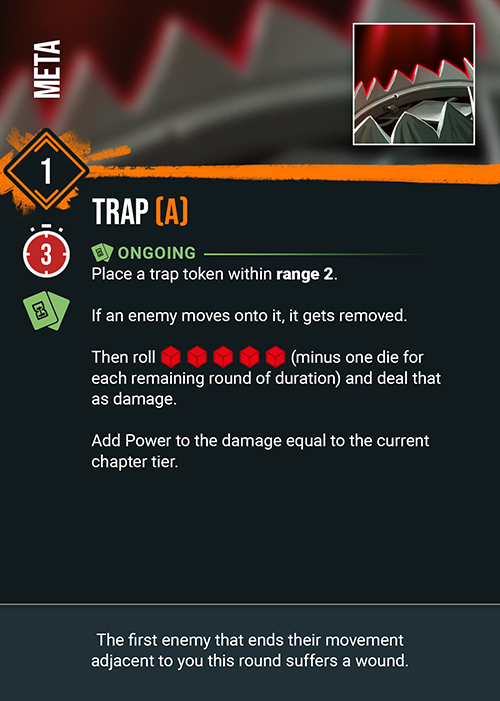 META
1
TRAP (A)
3
ONGOING
Place a trap token within range 2.
If an enemy moves onto it, it gets removed.
Then roll (minus one die for
each remaining round of duration) and deal that
as damage.
Add Power to the damage equal to the current
chapter tier.
The first enemy that ends their movement
adjacent to you this round suffers a wound.